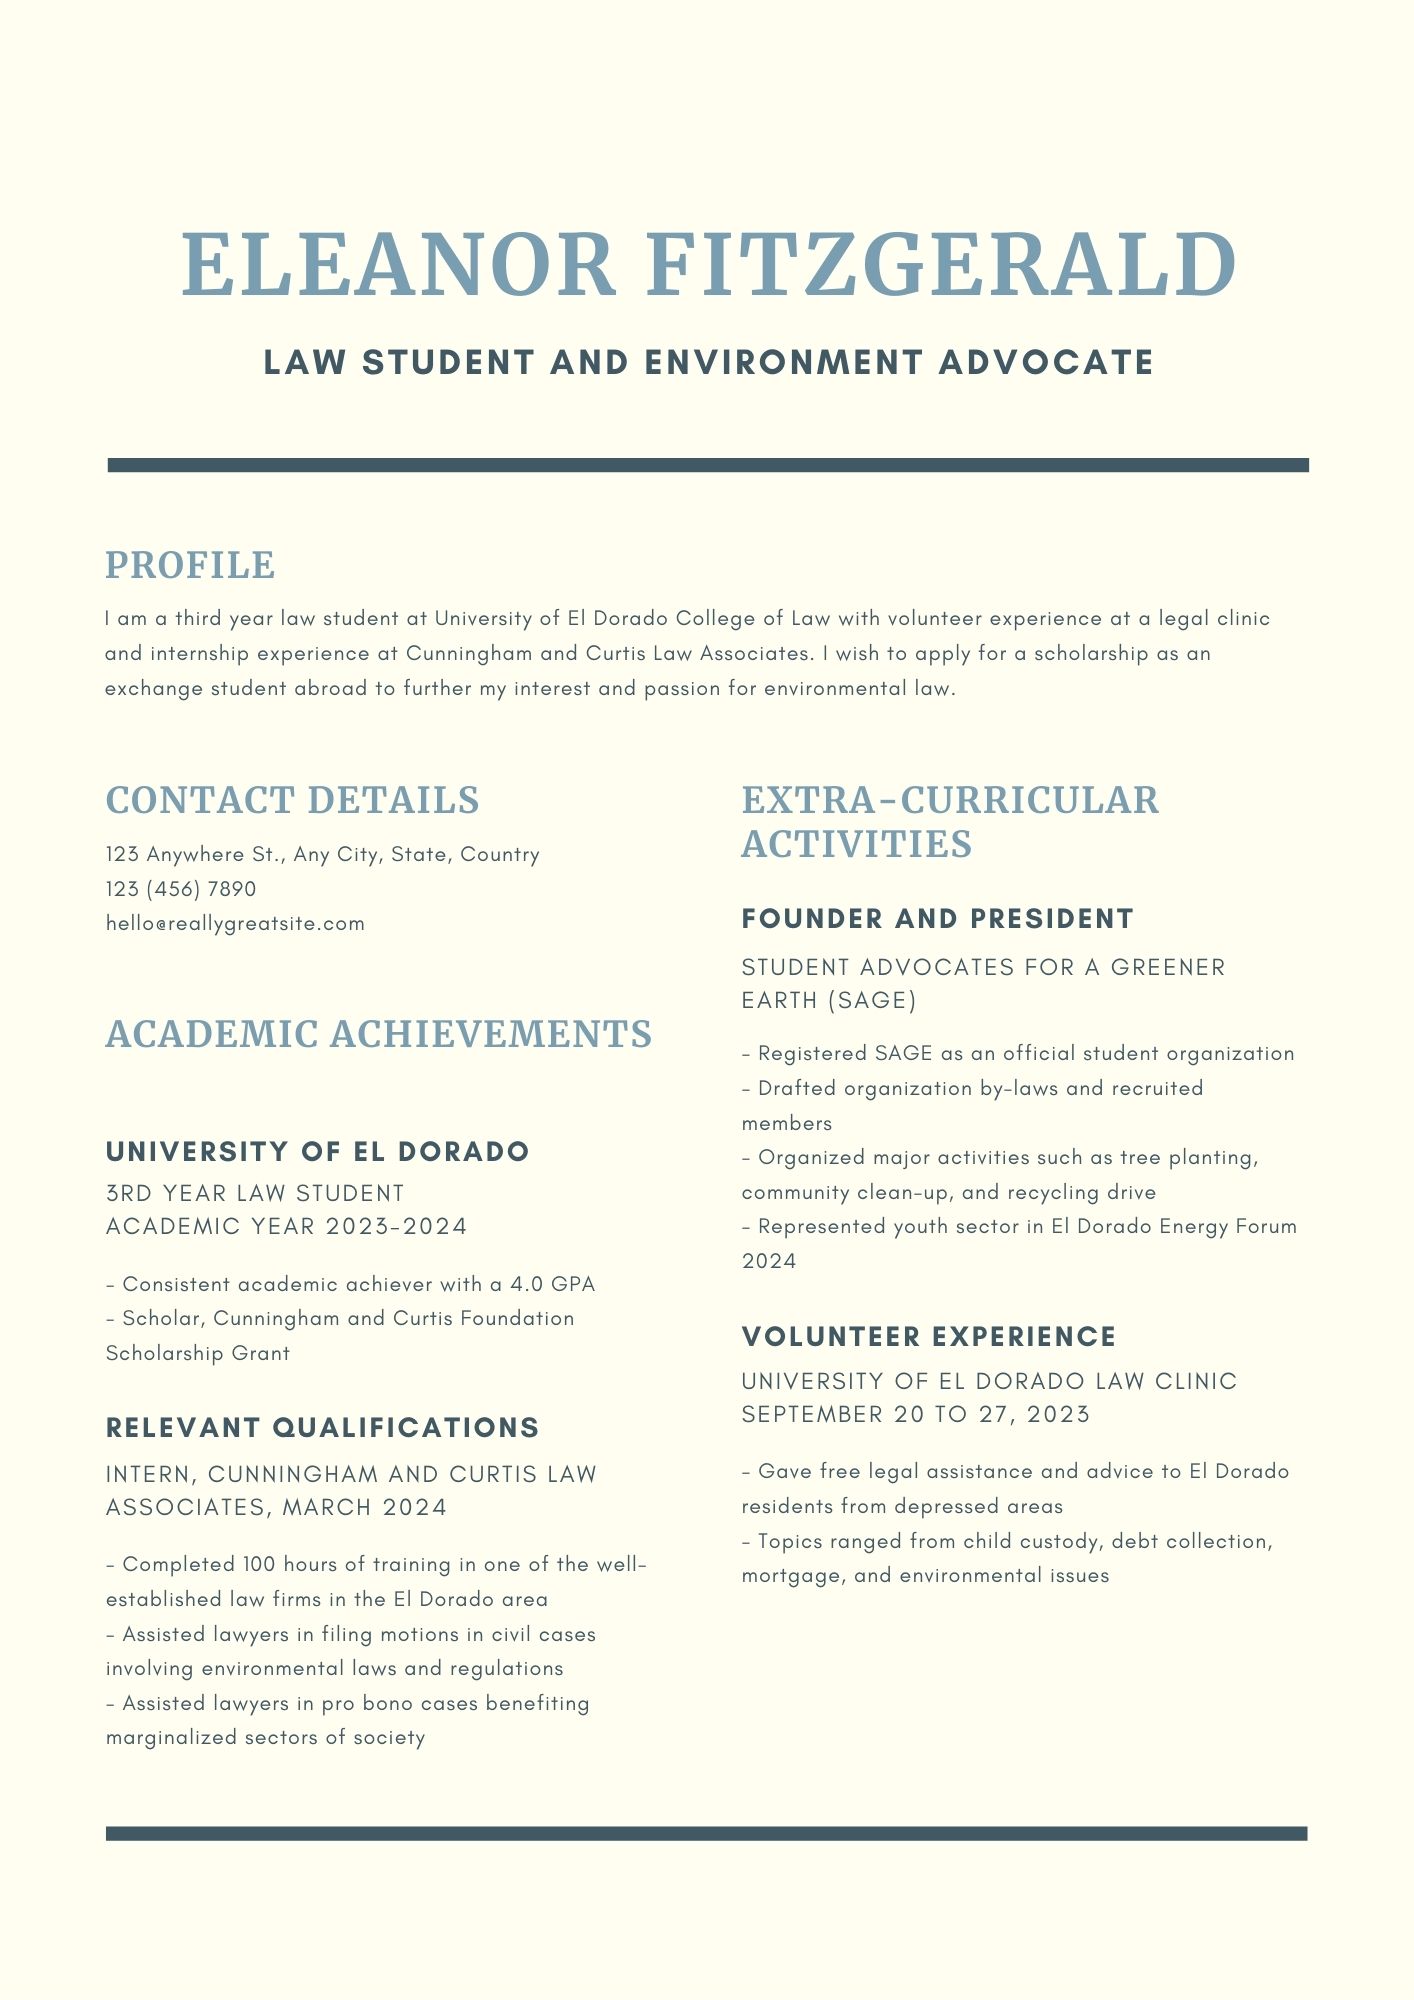 ELEANOR FITZGERALD
LAW STUDENT AND ENVIRONMENT ADVOCATE
PROFILE
I am a third year law student at University of El Dorado College of Law with volunteer experience at a legal clinic
and internship experience at Cunningham and Curtis Law Associates. I wish to apply for a scholarship as an
exchange student abroad to further my interest and passion for environmental law.
CONTACT DETAILS
123 Anywhere St., Any City, State, Country
123 (456) 7890
hello@reallygreatsite.com
ACADEMIC ACHIEVEMENTS
UNIVERSITY OF EL DORADO
3RD YEAR LAW STUDENT
ACADEMIC YEAR 2023-2024
- Consistent academic achiever with a 4.0 GPA
- Scholar, Cunningham and Curtis Foundation
Scholarship Grant
RELEVANT QUALIFICATIONS
INTERN, CUNNINGHAM AND CURTIS LAW
ASSOCIATES, MARCH 2024
- Completed 100 hours of training in one of the well-
established law firms in the El Dorado area
- Assisted lawyers in filing motions in civil cases
involving environmental laws and regulations
- Assisted lawyers in pro bono cases benefiting
marginalized sectors of society
EXTRA-CURRICULAR
ACTIVITIES
FOUNDER AND PRESIDENT
STUDENT ADVOCATES FOR A GREENER
EARTH (SAGE)
- Registered SAGE as an official student organization
- Drafted organization by-laws and recruited
members
- Organized major activities such as tree planting,
community clean-up, and recycling drive
- Represented youth sector in El Dorado Energy Forum
2024
VOLUNTEER EXPERIENCE
UNIVERSITY OF EL DORADO LAW CLINIC
SEPTEMBER 20 TO 27, 2023
- Gave free legal assistance and advice to El Dorado
residents from depressed areas
- Topics ranged from child custody, debt collection,
mortgage, and environmental issues